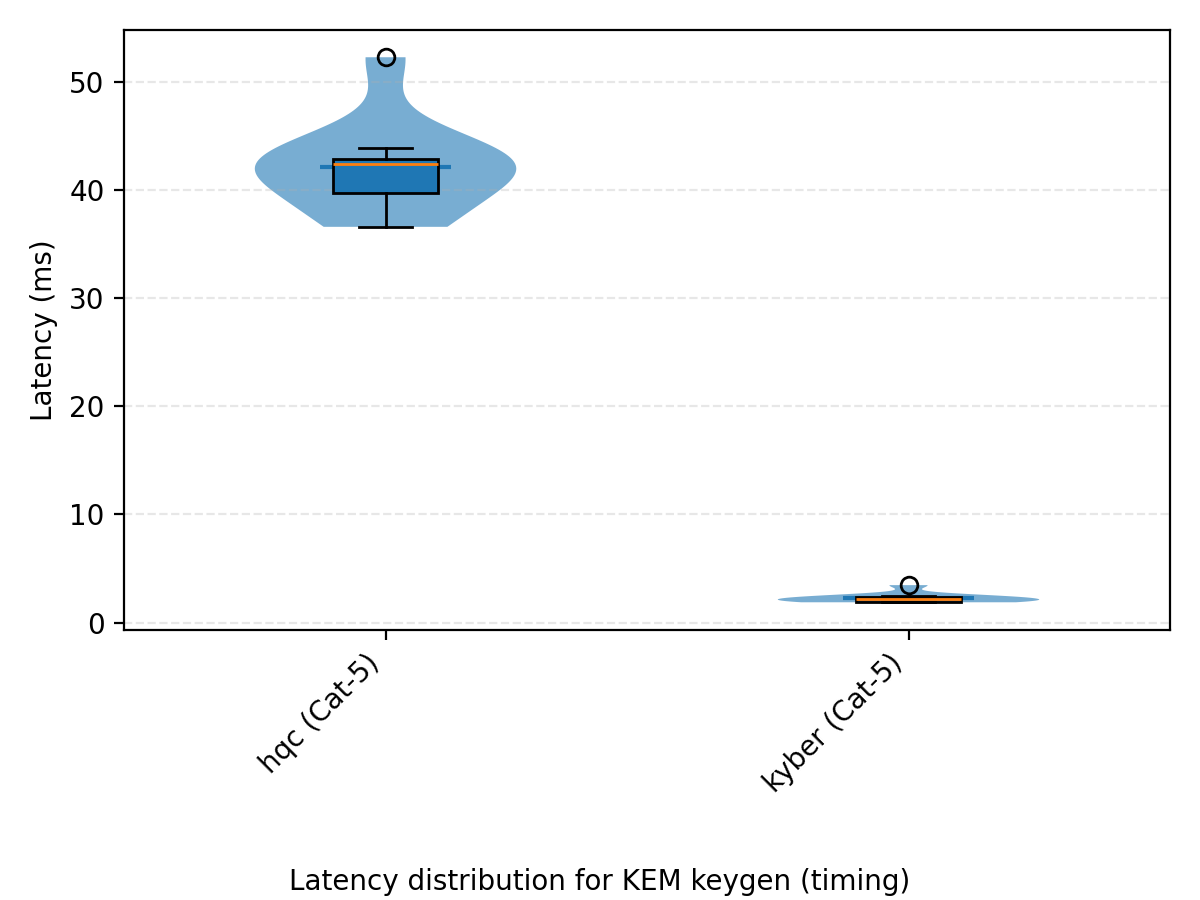 50
40
30
20
10
0
Latency (ms)
hqc (Cat-5)
kyber (Cat-5)
Latency distribution for KEM keygen (timing)